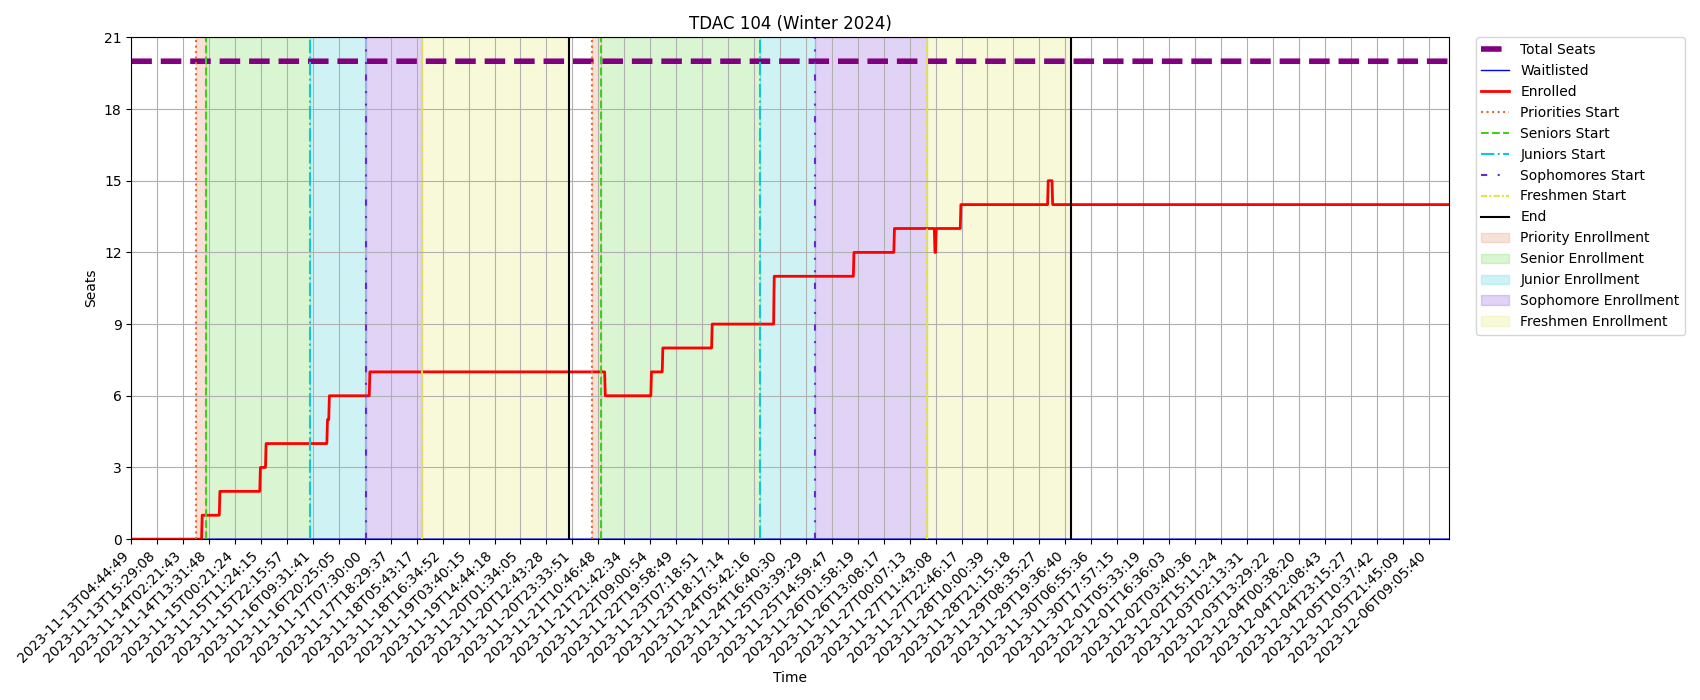 TDAC 104 (Winter 2024)
21
18
15
12
9
6
3
0
Seats
2023-11-13T04:44:49
2023-11-13T15:29:08
2023-11-14T02:21:43
2023-11-14T13:31:48
2023-11-15T00:21:24
2023-11-15T11:24:15
2023-11-15T22:15:57
2023-11-16T09:31:41
2023-11-16T20:25:05
2023-11-17T07:30:00
2023-11-17T18:29:37
2023-11-18T05:43:17
2023-11-18T16:34:52
2023-11-19T03:40:15
2023-11-19T14:44:18
2023-11-20T01:34:05
2023-11-20T12:43:28
2023-11-20T23:33:51
2023-11-21T10:46:48
2023-11-21T21:42:34
2023-11-22T09:00:54
2023-11-22T19:58:49
2023-11-23T07:18:51
2023-11-23T18:17:14
2023-11-24T05:42:16
2023-11-24T16:40:30
2023-11-25T03:39:29
2023-11-25T14:59:47
2023-11-26T01:58:19
2023-11-26T13:08:17
2023-11-27T00:07:13
2023-11-27T11:43:08
2023-11-27T22:46:17
2023-11-28T10:00:39
2023-11-28T21:15:18
2023-11-29T08:35:27
2023-11-29T19:36:40
2023-11-30T06:55:36
2023-11-30T17:57:15
2023-12-01T05:33:19
2023-12-01T16:36:03
2023-12-02T03:40:36
2023-12-02T15:11:24
2023-12-03T02:13:31
2023-12-03T13:29:22
2023-12-04T00:38:20
2023-12-04T12:08:43
2023-12-04T23:15:27
2023-12-05T10:37:42
2023-12-05T21:45:09
2023-12-06T09:05:40
Time
Total Seats
Waitlisted
Enrolled
Priorities Start
Seniors Start
Juniors Start
Sophomores Start
Freshmen Start
End
Priority Enrollment
Senior Enrollment
Junior Enrollment
Sophomore Enrollment
Freshmen Enrollment